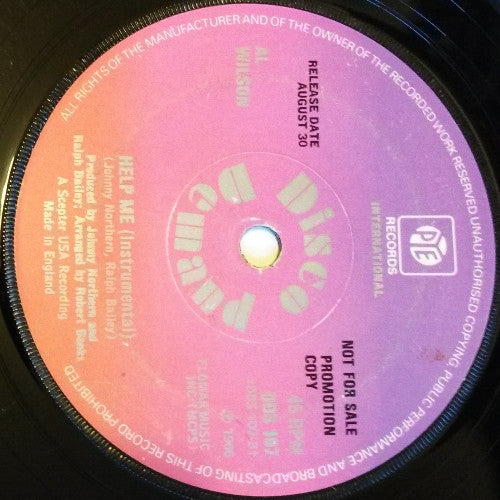 ALL RIGHTS OF THE MANUFACTURER AND OF THE OWNER OF THE RECORDED WORK RESERVED UNAUTHORISED COPYING, PUBLIC PERFORMANCE AND BROADCASTING OF THIS RECORD PROHIBITED
PYE
RECORDS
INTERNATIONAL
Disco
Demand
RELEASE DATE
AUGUST 30
NOT FOR SALE
PROMOTION
COPY
45 RPM
AL
WILSON
HELP ME (Instrumental)
(Johnny Northern, Ralph Bailey)
Produced by Johnny Northern and
Ralph Bailey; Arranged by Robert Banks
A Scepter USA Recording
Made in England